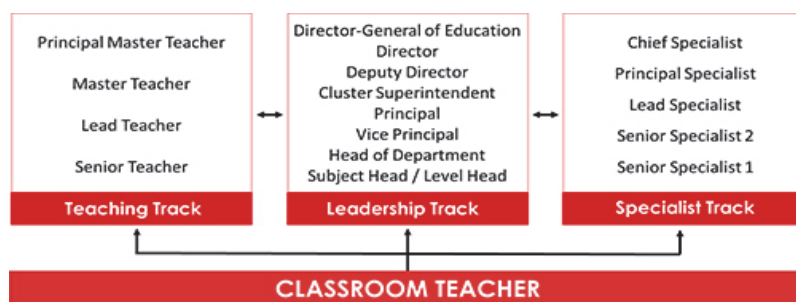 Principal Master Teacher
Master Teacher
Lead Teacher
Senior Teacher
Teaching Track
Director-General of Education
Director
Deputy Director
Cluster Superintendent
Principal
Vice Principal
Head of Department
Subject Head / Level Head
Leadership Track
Chief Specialist
Principal Specialist
Lead Specialist
Senior Specialist 2
Senior Specialist 1
Specialist Track
CLASSROOM TEACHER